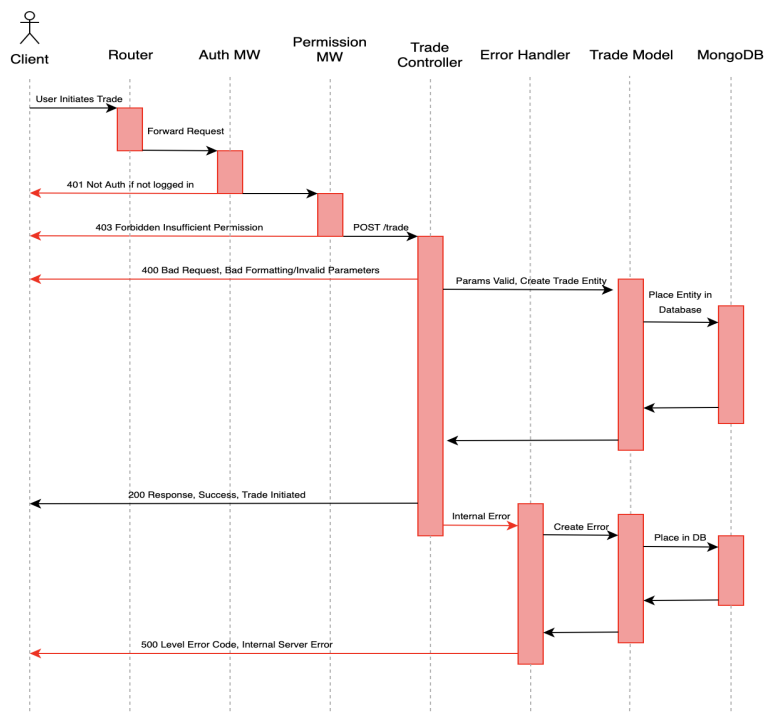 Client
Router
Auth MW
Permission
MW
Trade
Controller
Error Handler
Trade Model
MongoDB
User Initiates Trade
Forward Request
401 Not Auth if not logged in
403 Forbidden Insufficient Permission
POST /trade
400 Bad Request, Bad Formatting/Invalid Parameters
Params Valid, Create Trade Entity
Place Entity in
Database
200 Response, Success, Trade Initiated
Internal Error
Create Error
Place in DB
500 Level Error Code, Internal Server Error